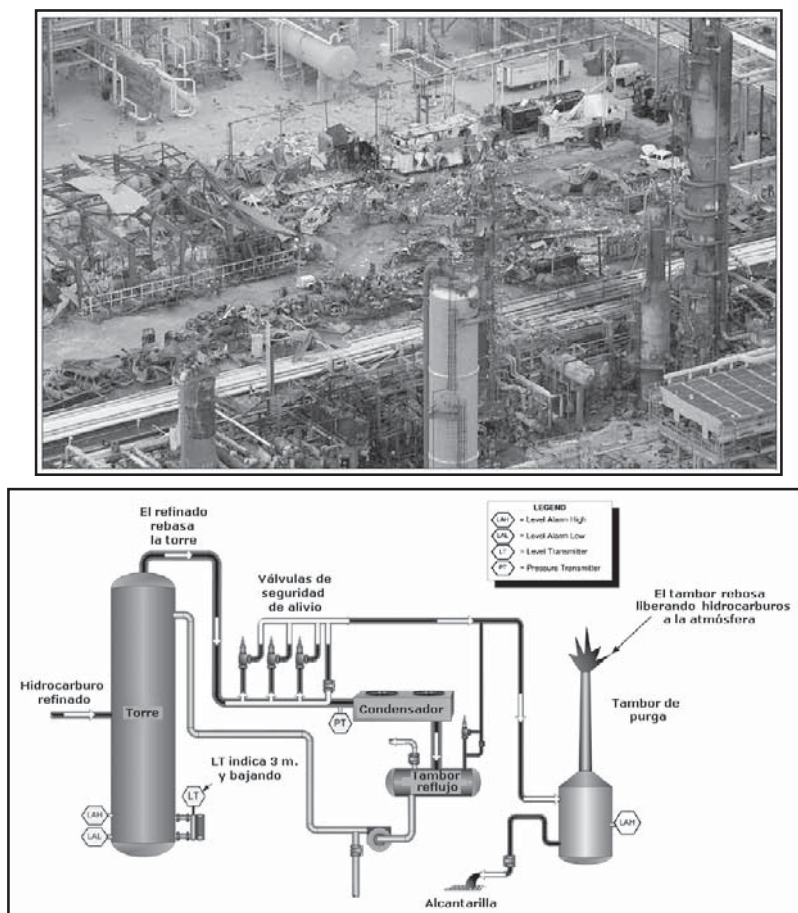 El refinado
rebasa
la torre
Válvulas de
seguridad
de alivio
LEGEND
LAH = Level Alarm High
LAL = Level Alarm Low
LT = Level Transmitter
PT = Pressure Transmitter
El tambor rebosa
liberando hidrocarburos
a la atmósfera
Hidrocarburo
refinado
Torre
Condensador
Tambor de
purga
PT
LT indica 3 m.
y bajando
Tambor
reflujo
LT
LAH
LAL
LAH
Alcantarilla